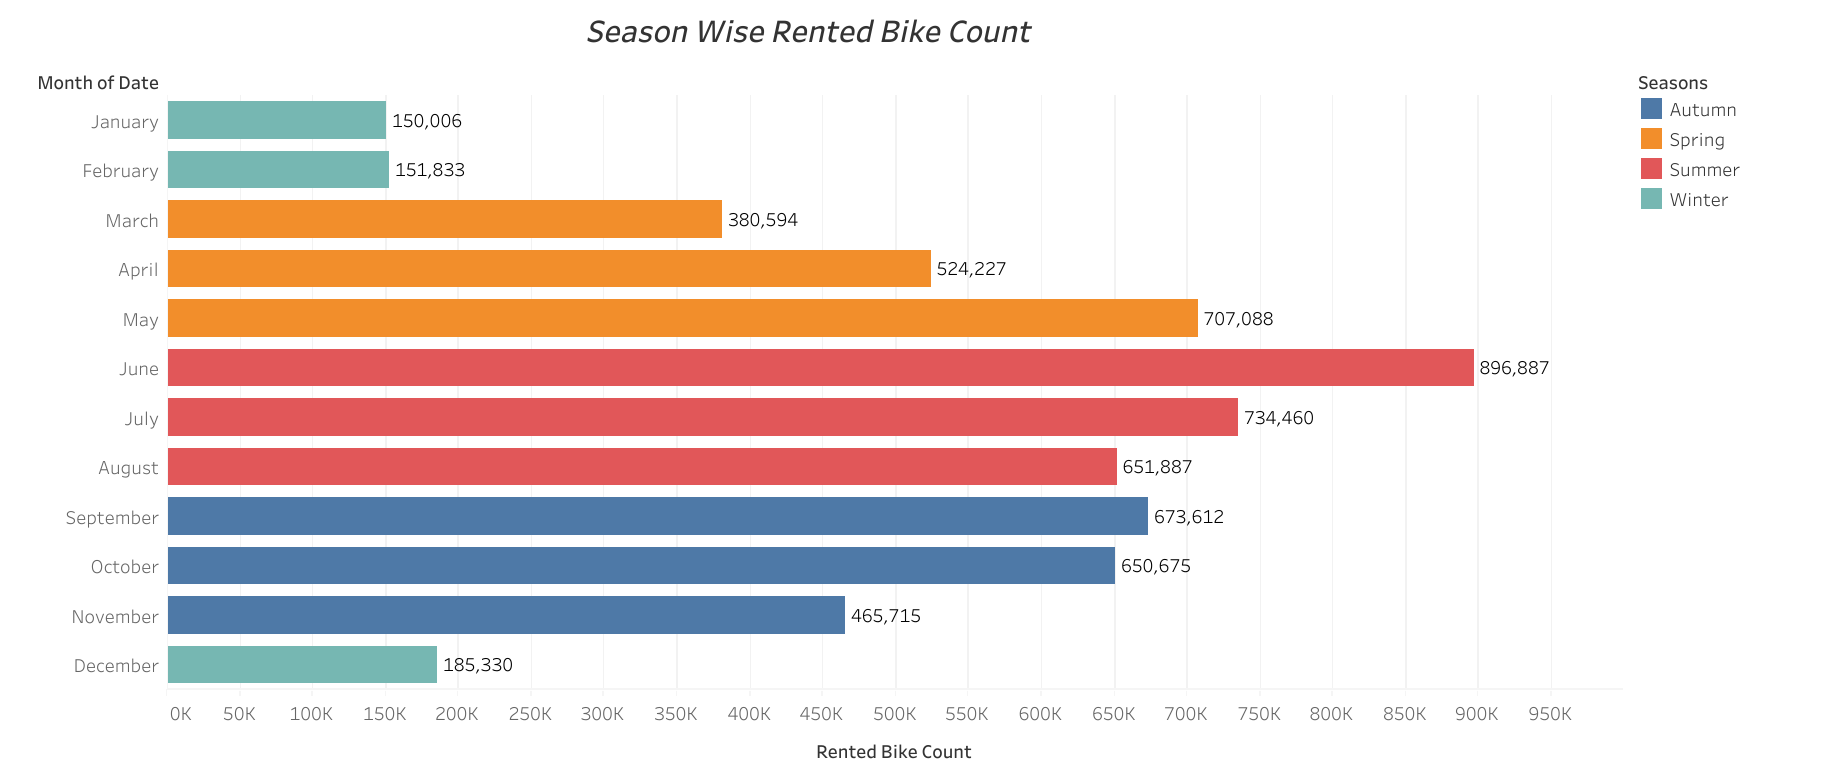 Season Wise Rented Bike Count
Month of Date
January 150,006
February 151,833
March 380,594
April 524,227
May 707,088
June 896,887
July 734,460
August 651,887
September 673,612
October 650,675
November 465,715
December 185,330
0K 50K 100K 150K 200K 250K 300K 350K 400K 450K 500K 550K 600K 650K 700K 750K 800K 850K 900K 950K
Rented Bike Count
Seasons
Autumn
Spring
Summer
Winter